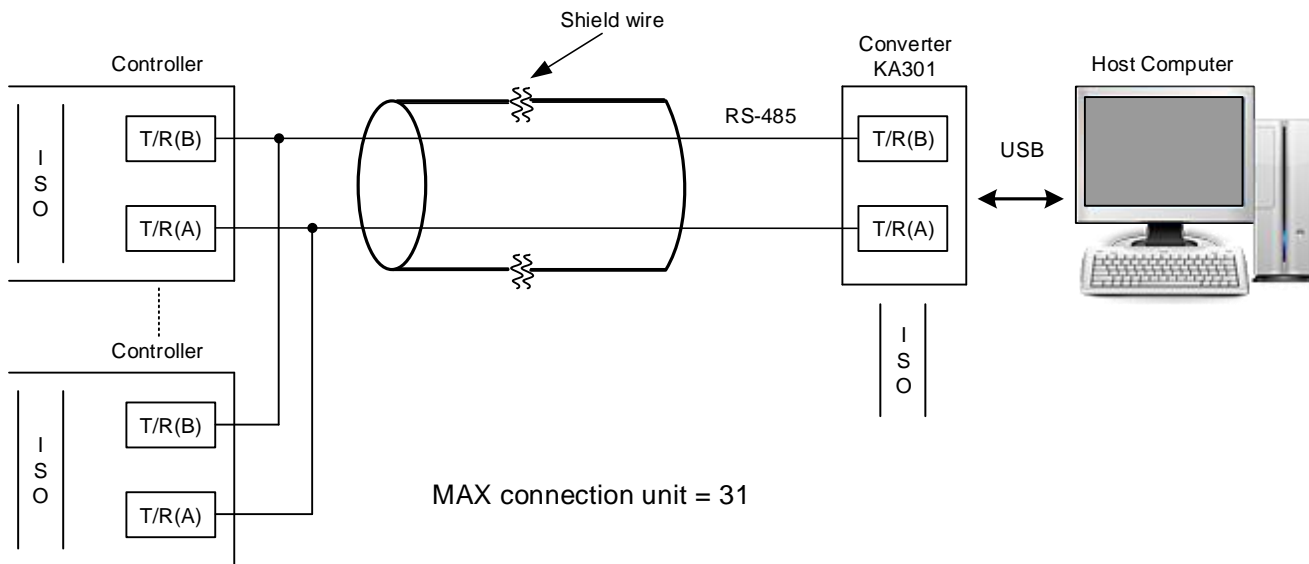 Shield wire
Controller
Converter
KA301
Host Computer
T/R(B)
RS-485
T/R(B)
USB
I
S
O
T/R(A)
T/R(A)
Controller
I
S
O
T/R(B)
I
S
O
MAX connection unit = 31
T/R(A)